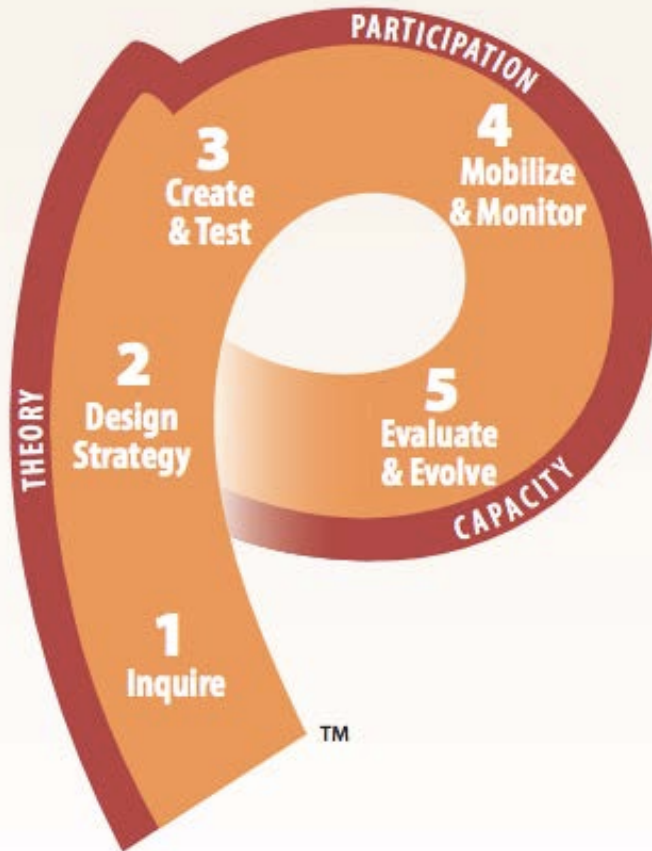 PARTICIPATION
3
Create
& Test
4
Mobilize
& Monitor
THEORY
2
Design
Strategy
5
Evaluate
& Evolve
CAPACITY
1
Inquire
TM